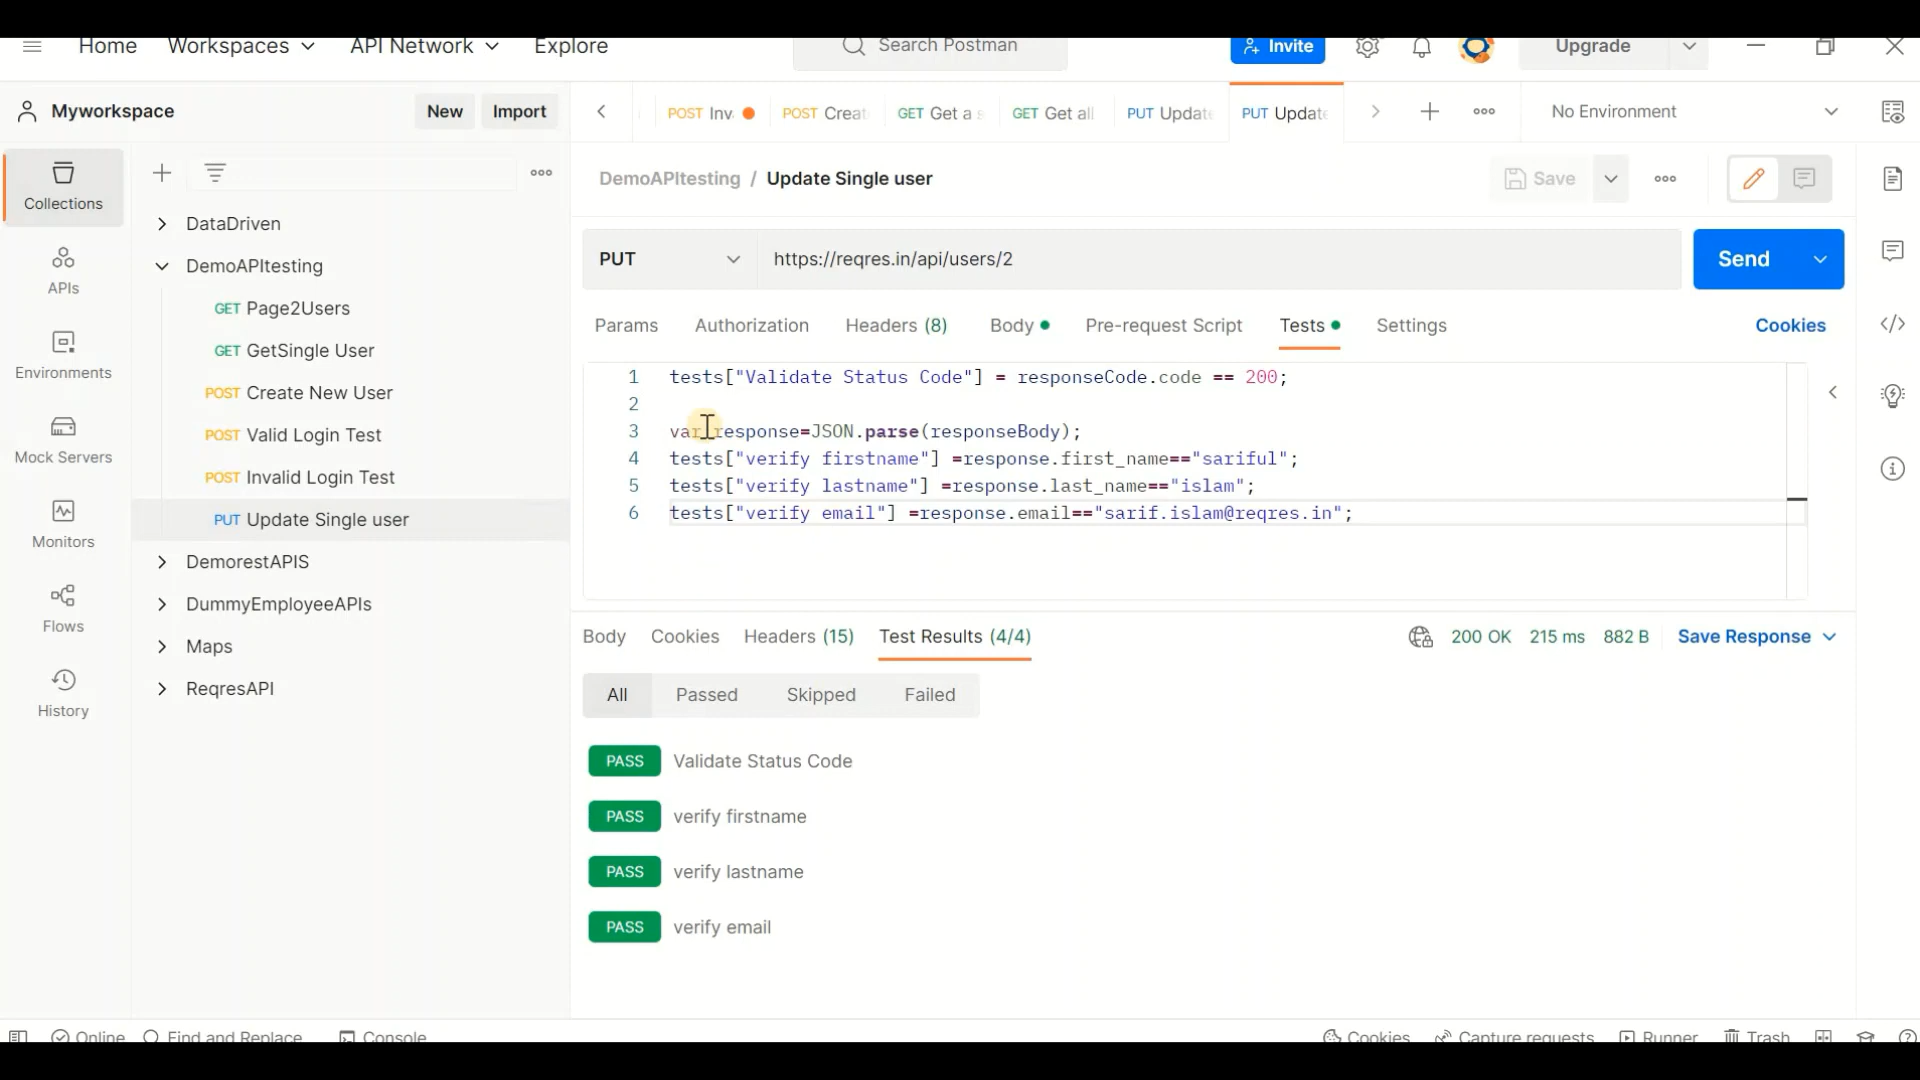 Home Workspaces API Network Explore Search Postman Invite Upgrade
Myworkspace New Import
POST Inv POST Creat GET Get a s GET Get all PUT Update PUT Update No Environment
Collections
APIs
Environments
Mock Servers
Monitors
Flows
History
DataDriven
DemoAPItesting
GET Page2Users
GET GetSingle User
POST Create New User
POST Valid Login Test
POST Invalid Login Test
PUT Update Single user
DemorestAPIS
DummyEmployeeAPIs
Maps
ReqresAPI
DemoAPItesting / Update Single user Save
PUT https://reqres.in/api/users/2 Send
Params Authorization Headers (8) Body Pre-request Script Tests Settings Cookies
1 tests["Validate Status Code"] = responseCode.code == 200;
2
3 var response=JSON.parse(responseBody);
4 tests["verify firstname"] =response.first_name=="sariful";
5 tests["verify lastname"] =response.last_name=="islam";
6 tests["verify email"] =response.email=="sarif.islam@reqres.in";
Body Cookies Headers (15) Test Results (4/4) 200 OK 215 ms 882 B Save Response
All Passed Skipped Failed
PASS Validate Status Code
PASS verify firstname
PASS verify lastname
PASS verify email
Online Find and Replace Console Cookies Capture requests Runner Trash